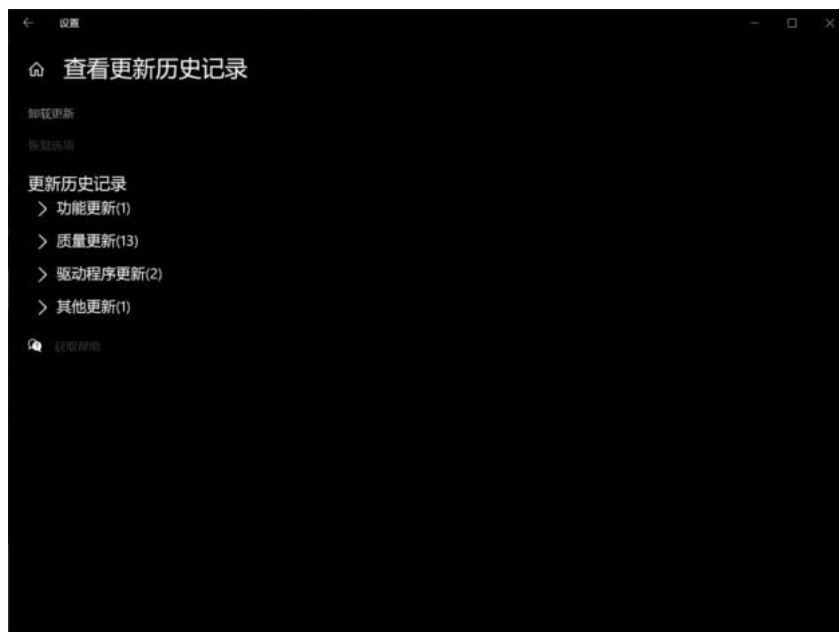 设置
查看更新历史记录
卸载更新
恢复选项
更新历史记录
功能更新(1)
质量更新(13)
驱动程序更新(2)
其他更新(1)
获取帮助